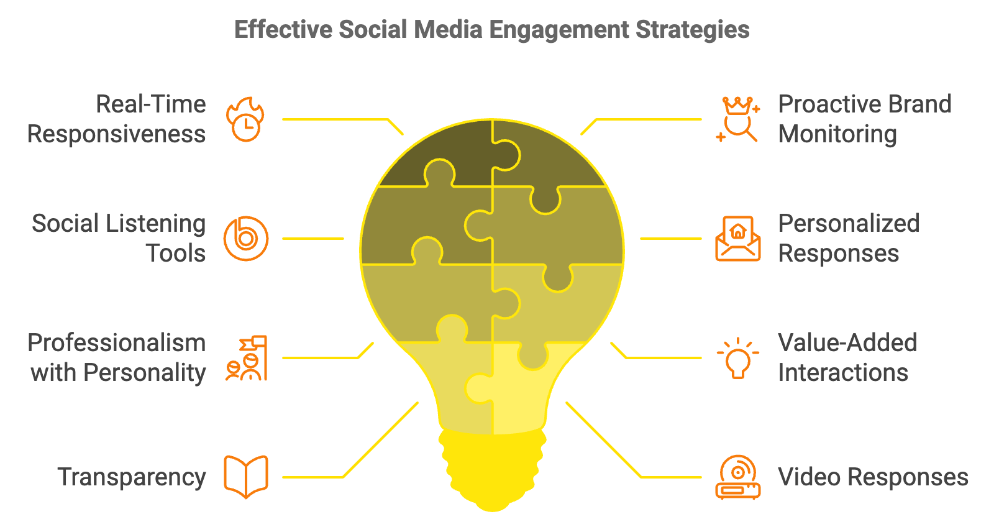 Effective Social Media Engagement Strategies
Real-Time
Responsiveness
Proactive Brand
Monitoring
Social Listening
Tools
Personalized
Responses
Professionalism
with Personality
Value-Added
Interactions
Transparency
Video Responses